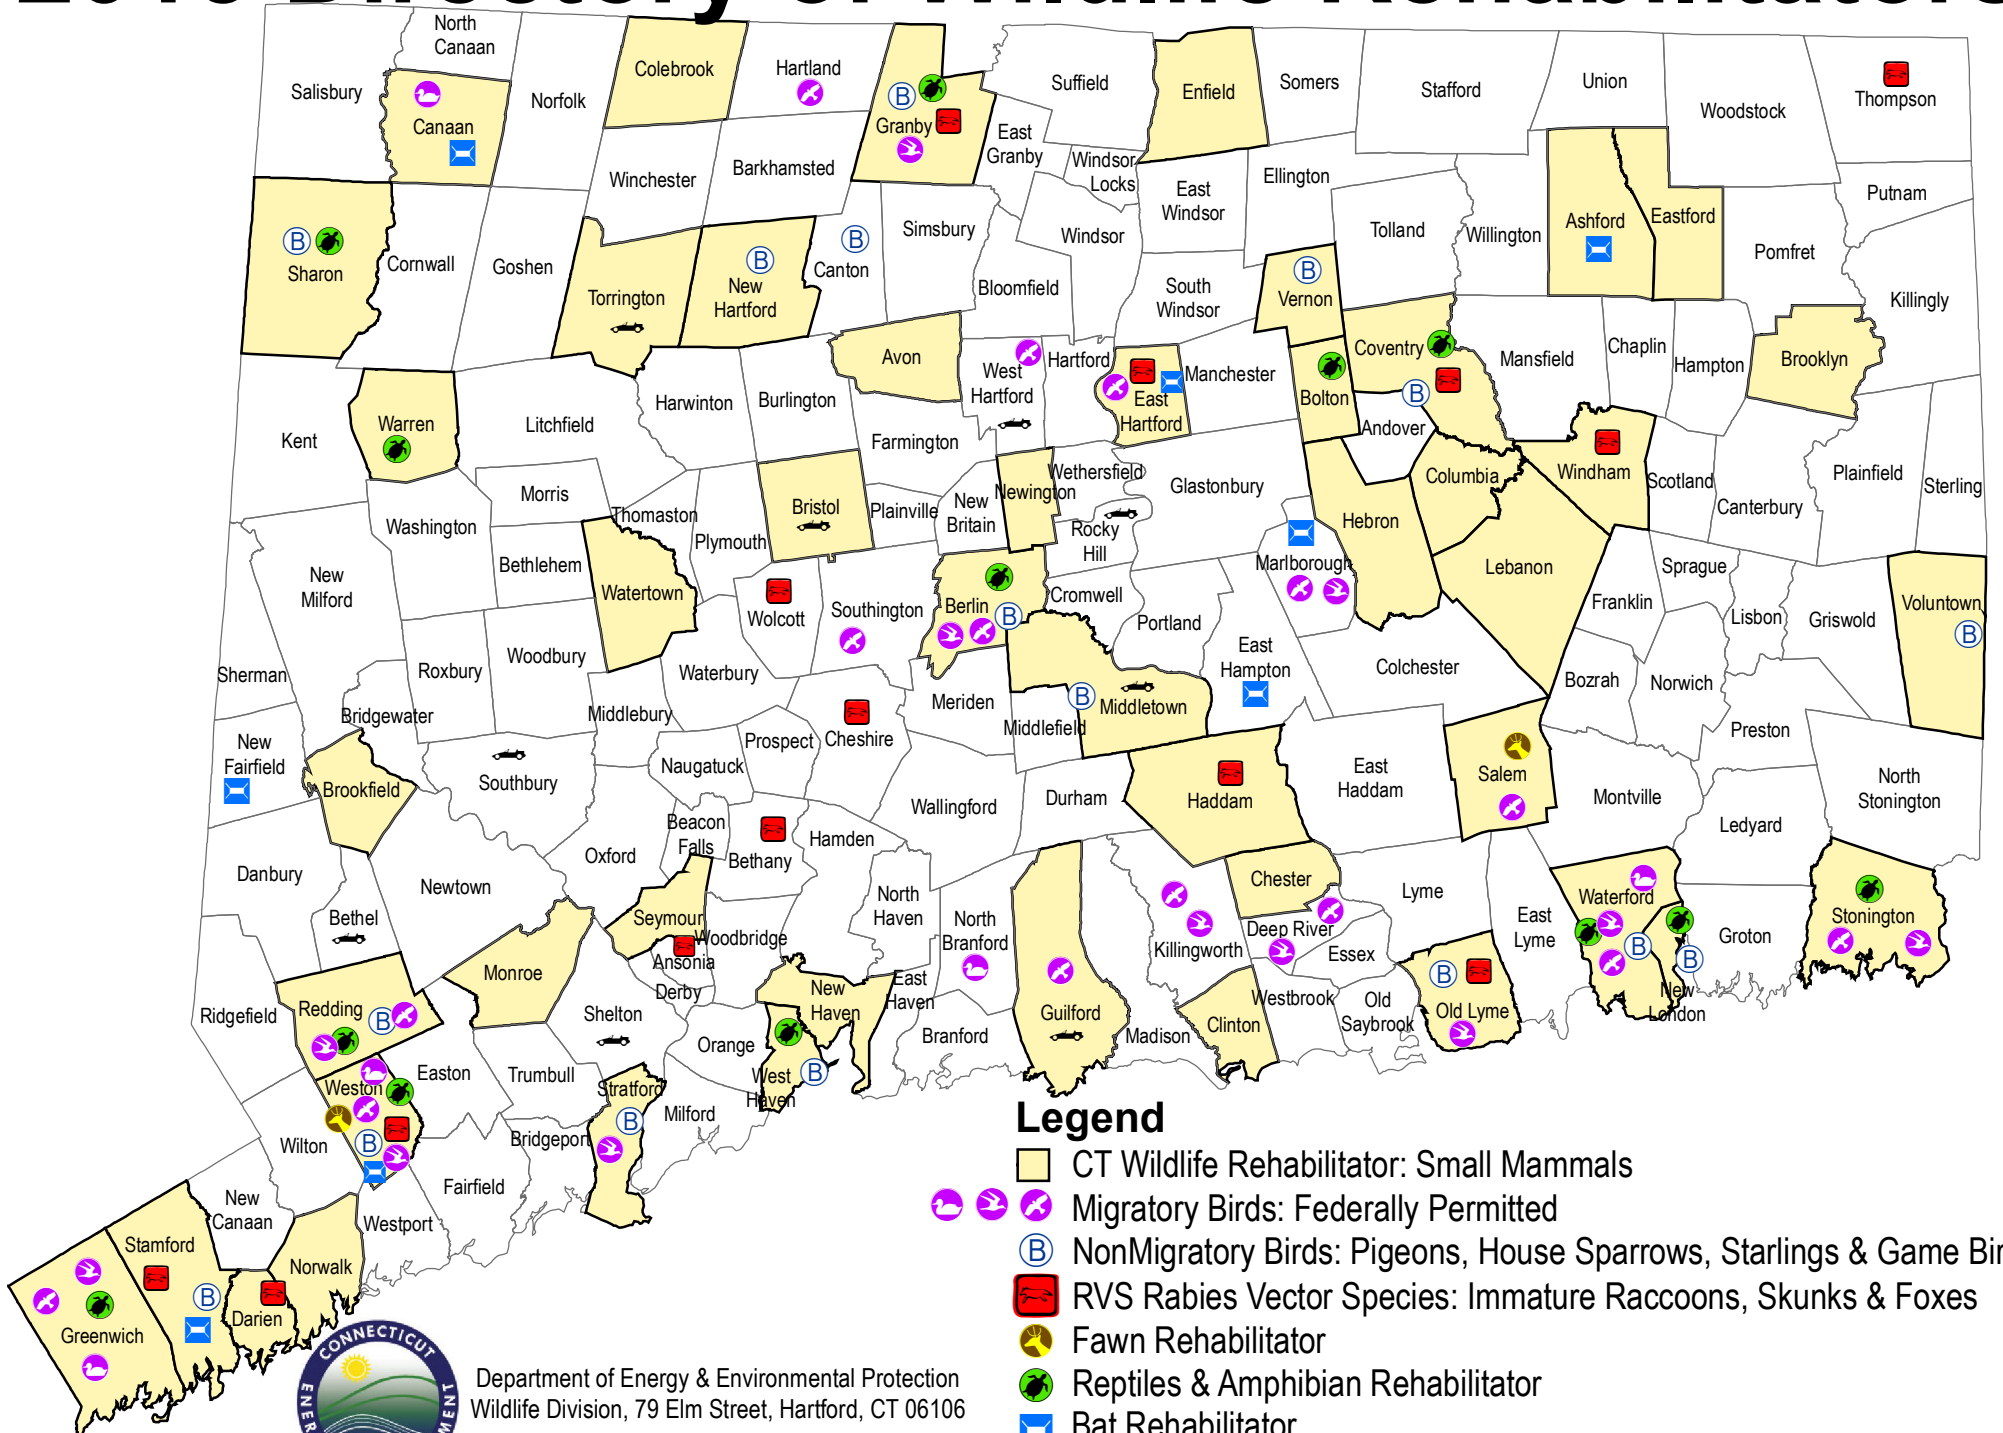 2015 Directory of Wildlife Rehabilitators
North
Canaan
Salisbury
Canaan
Norfolk
Colebrook
Hartland
B
Granby
Suffield
East
Granby
Windsor
Locks
Enfield
Somers
Stafford
Union
Woodstock
Thompson
Putnam
Winchester
Barkhamsted
East
Windsor
Ellington
Tolland
Willington
Ashford
Eastford
Pomfret
B
Sharon
Cornwall
Goshen
Torrington
B
New
Hartford
B
Canton
Simsbury
Windsor
Bloomfield
South
Windsor
B
Vernon
Killingly
Avon
West
Hartford
Hartford
East
Hartford
Manchester
Bolton
Coventry
B
Andover
Mansfield
Chaplin
Hampton
Brooklyn
Kent
Warren
Litchfield
Harwinton
Burlington
Farmington
Columbia
Windham
Scotland
Canterbury
Plainfield
Sterling
Washington
Morris
Thomaston
Bethlehem
Watertown
Plymouth
Bristol
Plainville
New
Britain
Newington
Wethersfield
Rocky
Hill
Glastonbury
Marlborough
Hebron
Lebanon
Franklin
Sprague
Lisbon
Griswold
Voluntown
B
New
Milford
Sherman
Roxbury
Woodbury
Wolcott
Southington
Berlin
B
Cromwell
Portland
East
Hampton
Colchester
Bozrah
Norwich
Preston
Waterbury
Middlebury
Meriden
B
Middlefield
Middletown
New
Fairfield
Bridgewater
Brookfield
Southbury
Naugatuck
Prospect
Cheshire
Wallingford
Durham
Haddam
East
Haddam
Salem
Montville
North
Stonington
Ledyard
Danbury
Bethel
Newtown
Oxford
Beacon
Falls
Bethany
Hamden
North
Haven
North
Branford
Killingworth
Chester
Deep River
Essex
Lyme
East
Lyme
Waterford
B
New
London
B
Groton
Stonington
Ridgefield
Redding
B
Monroe
Seymour
Ansonia
Derby
Woodbridge
Shelton
Orange
New
Haven
West
Haven
B
East
Haven
Branford
Guilford
Madison
Clinton
Westbrook
Old
Saybrook
B
Old Lyme
Weston
B
Easton
Trumbull
Stratford
B
Milford
Bridgeport
Wilton
Fairfield
Westport
New
Canaan
Norwalk
Stamford
B
Darien
Greenwich
Legend
CT Wildlife Rehabilitator: Small Mammals
Migratory Birds: Federally Permitted
B NonMigratory Birds: Pigeons, House Sparrows, Starlings & Game Bir
RVS Rabies Vector Species: Immature Raccoons, Skunks & Foxes
Fawn Rehabilitator
Reptiles & Amphibian Rehabilitator
Bat Rehabilitator
CONNECTICUT
ENER
MENT
Department of Energy & Environmental Protection
Wildlife Division, 79 Elm Street, Hartford, CT 06106